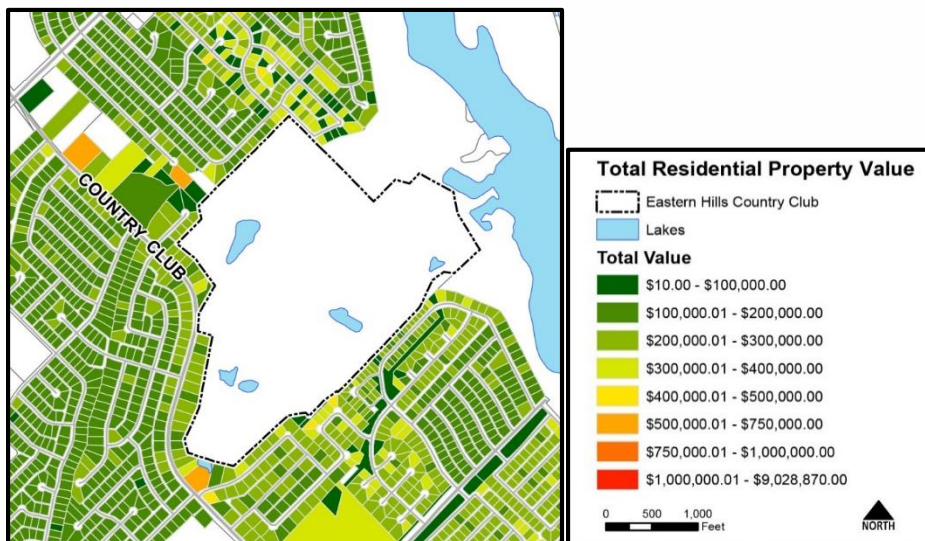 COUNTRY CLUB
Total Residential Property Value
Eastern Hills Country Club
Lakes
Total Value
$10.00 - $100,000.00
$100,000.01 - $200,000.00
$200,000.01 - $300,000.00
$300,000.01 - $400,000.00
$400,000.01 - $500,000.00
$500,000.01 - $750,000.00
$750,000.01 - $1,000,000.00
$1,000,000.01 - $9,028,870.00
0 500 1,000
Feet
NORTH